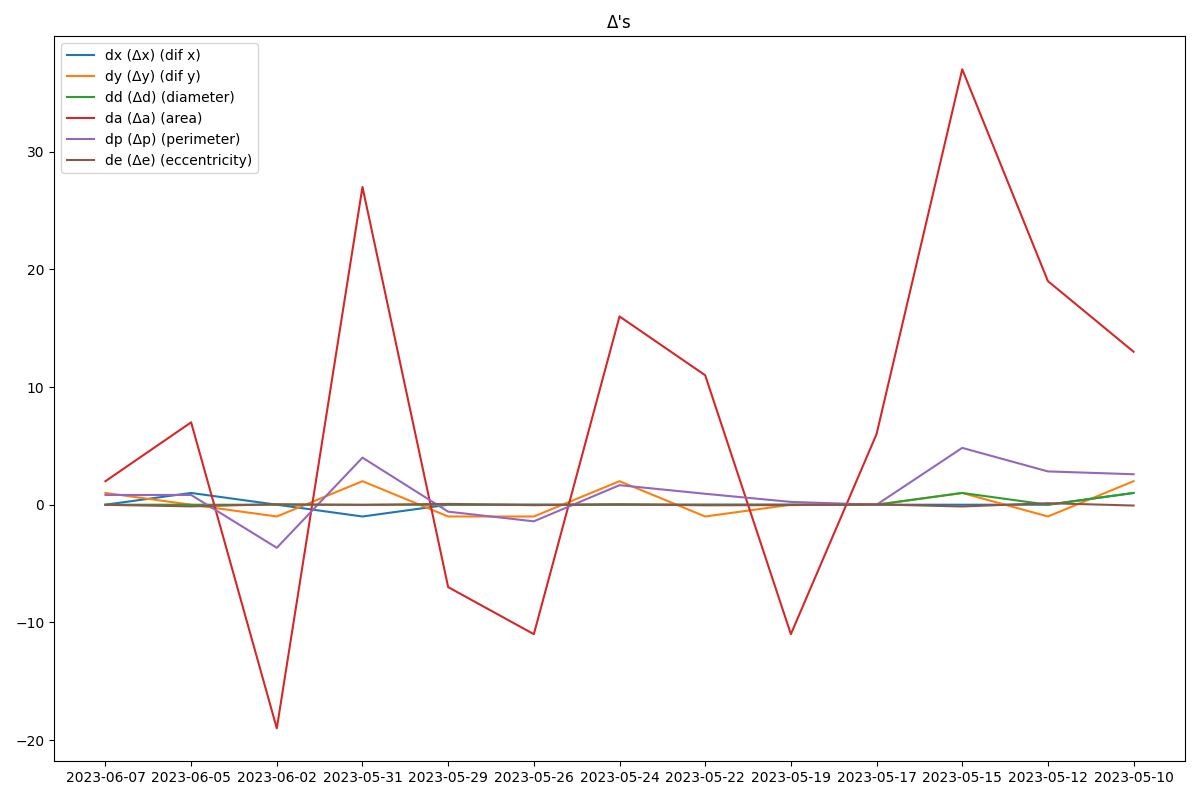 Δ's
dx (Δx) (dif x)
dy (Δy) (dif y)
dd (Δd) (diameter)
da (Δa) (area)
dp (Δp) (perimeter)
de (Δe) (eccentricity)
30
20
10
0
−10
−20
2023-06-07 2023-06-05 2023-06-02 2023-05-31 2023-05-29 2023-05-26 2023-05-24 2023-05-22 2023-05-19 2023-05-17 2023-05-15 2023-05-12 2023-05-10